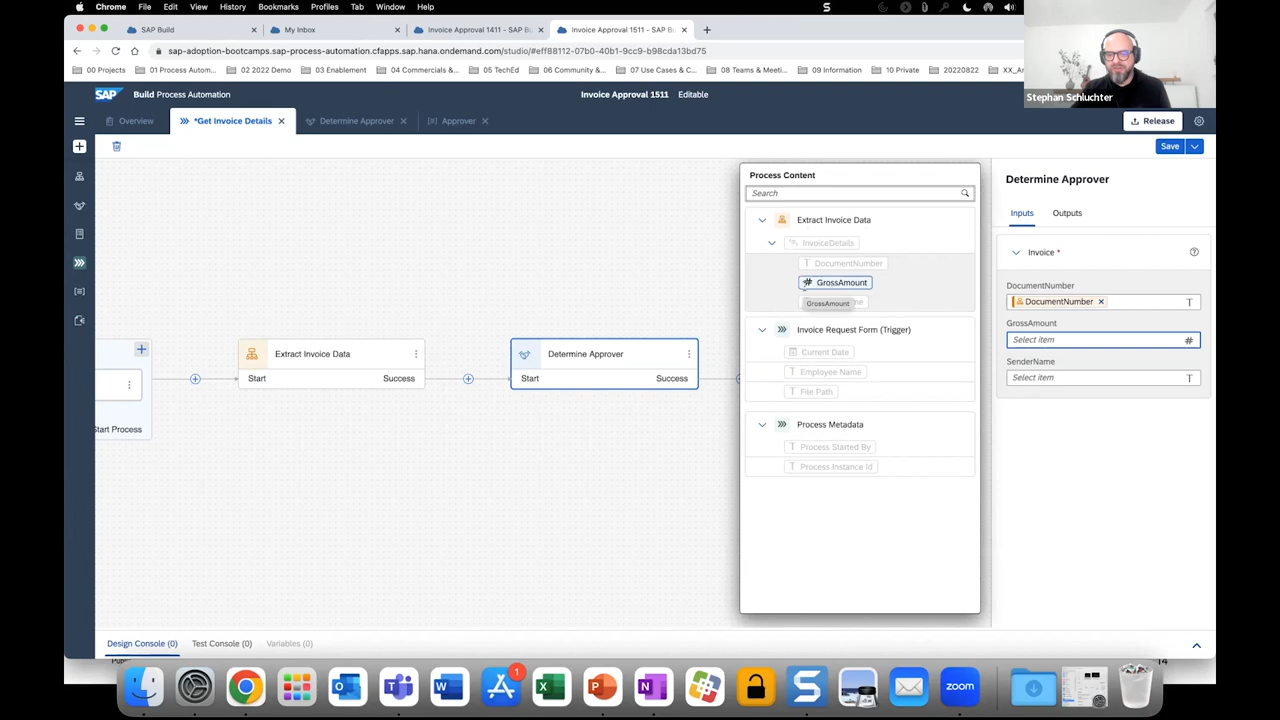 Chrome File Edit View History Bookmarks Profiles Tab Window Help
SAP Build
My Inbox
Invoice Approval 1411 - SAP B
Invoice Approval 1511 - SAP B
sap-adoption-bootcamps.sap-process-automation.cfapps.sap.hana.ondemand.com/studio/#eff88112-07b0-40b1-9cc9-b98cda13bd75
00 Projects
01 Process Autom...
02 2022 Demo
03 Enablement
04 Commercials &...
05 TechEd
06 Community &...
07 Use Cases & C...
08 Teams & Meeti...
09 Information
10 Private
20220822
XX_Ar
Stephan Schluchter
SAP Build Process Automation
Invoice Approval 1511 Editable
Overview
*Get Invoice Details
Determine Approver
Approver
Release
Save
Process Content
Search
Extract Invoice Data
InvoiceDetails
DocumentNumber
GrossAmount
GrossAmount
Invoice Request Form (Trigger)
Current Date
Employee Name
File Path
Process Metadata
Process Started By
Process Instance Id
Determine Approver
Inputs Outputs
Invoice *
DocumentNumber
DocumentNumber
GrossAmount
Select item
SenderName
Select item
Extract Invoice Data
Start Success
Determine Approver
Start Success
Start Process
Design Console (0) Test Console (0) Variables (0)
14
1
zoom